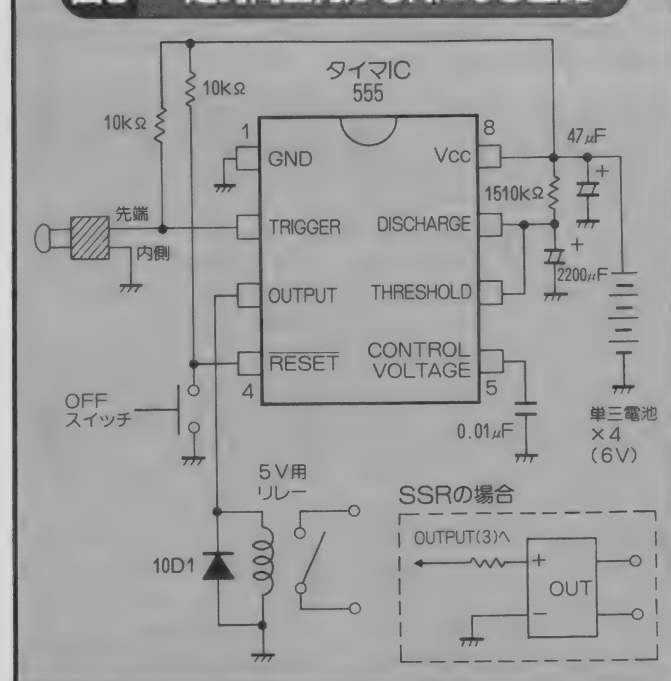 タイマIC
555
10kΩ
10kΩ
1
8
47μF
+
GND
Vcc
1510kΩ
先端
TRIGGER
DISCHARGE
+
内側
2200μF
OUTPUT
THRESHOLD
RESET
CONTROL
VOLTAGE
4
5
OFF
スイッチ
0.01μF
単三電池
×4
(6V)
5V用
リレー
SSRの場合
OUTPUT(3)へ
10D1
+
OUT
−